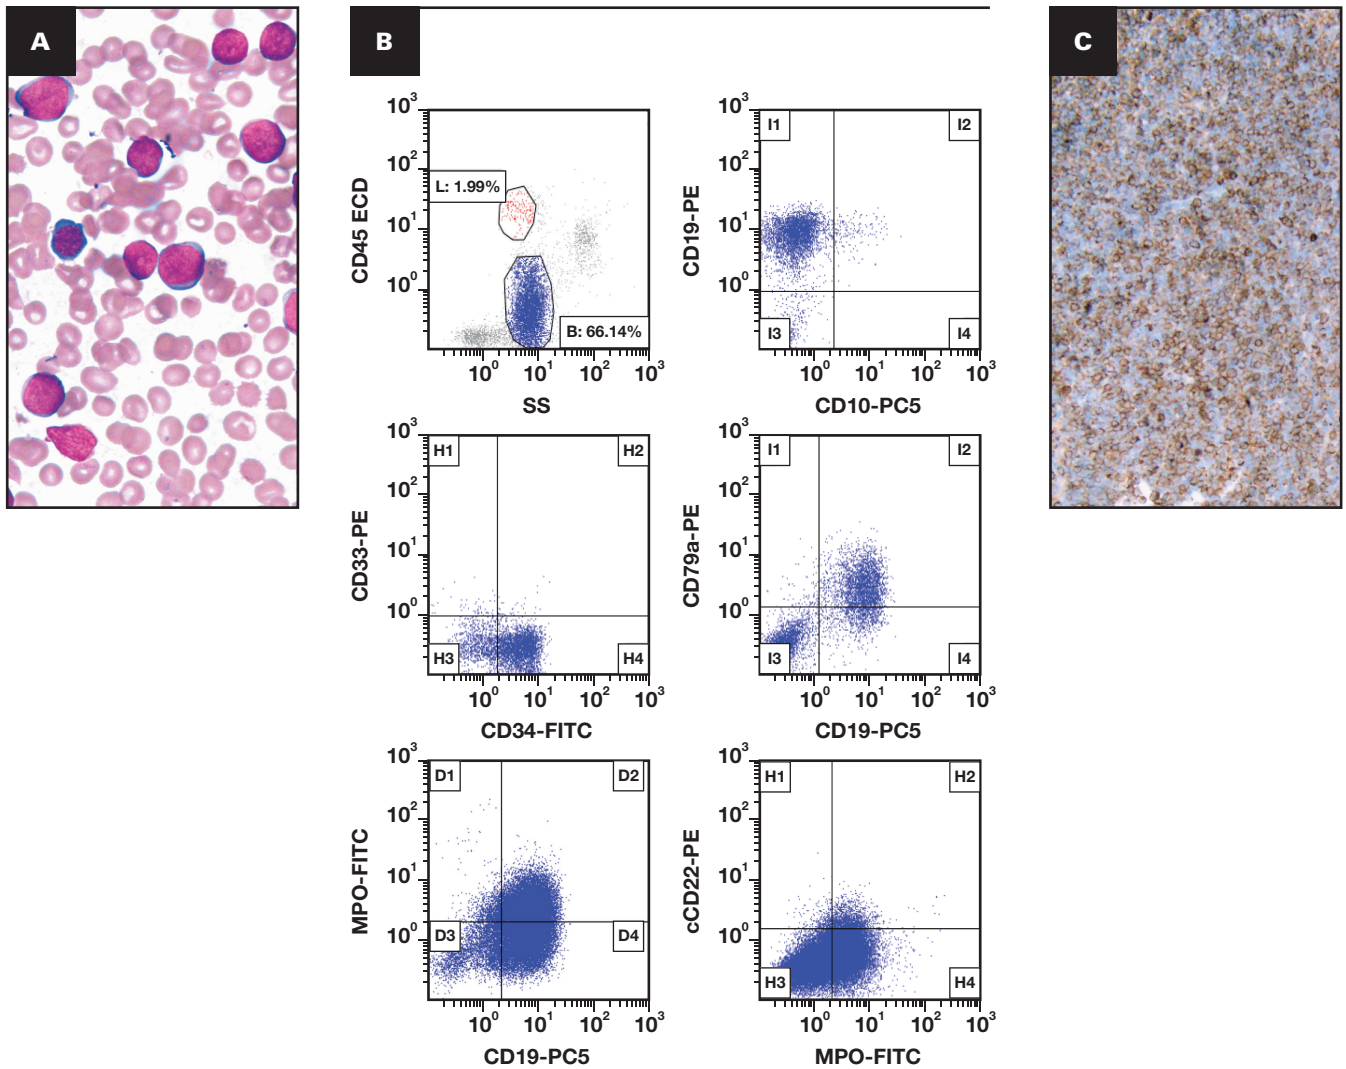 A
B
C
10³
10²
10¹
10⁰
CD45 ECD
L: 1.99%
B: 66.14%
10⁰ 10¹ 10² 10³
SS
10³
10²
10¹
10⁰
CD19-PE
I1 I2
I3 I4
10⁰ 10¹ 10² 10³
CD10-PC5
10³
10²
10¹
10⁰
CD33-PE
H1 H2
H3 H4
10⁰ 10¹ 10² 10³
CD34-FITC
10³
10²
10¹
10⁰
CD79a-PE
I1 I2
I3 I4
10⁰ 10¹ 10² 10³
CD19-PC5
10³
10²
10¹
10⁰
MPO-FITC
D1 D2
D3 D4
10⁰ 10¹ 10² 10³
CD19-PC5
10³
10²
10¹
10⁰
cCD22-PE
H1 H2
H3 H4
10⁰ 10¹ 10² 10³
MPO-FITC